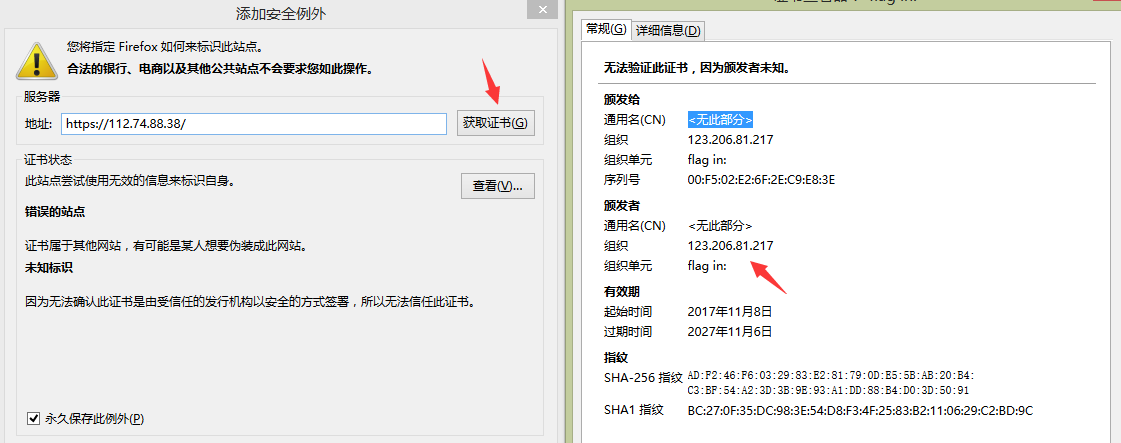 添加安全例外
您将指定 Firefox 如何来标识此站点。
合法的银行、电商以及其他公共站点不会要求您如此操作。
服务器
地址: https://112.74.88.38/ 获取证书(G)
证书状态
此站点尝试使用无效的信息来标识自身。
查看(V)...
错误的站点
证书属于其他网站，有可能是某人想要伪装成此网站。
未知标识
因为无法确认此证书是由受信任的发行机构以安全的方式签署，所以无法信任此证书。
永久保存此例外(P)
常规(G) 详细信息(D)
无法验证此证书，因为颁发者未知。
颁发给
通用名(CN) <无此部分>
组织 123.206.81.217
组织单元 flag in:
序列号 00:F5:02:E2:6F:2E:C9:E8:3E
颁发者
通用名(CN) <无此部分>
组织 123.206.81.217
组织单元 flag in:
有效期
起始时间 2017年11月8日
过期时间 2027年11月6日
指纹
SHA-256 指纹 AD:F2:46:F6:03:29:83:E2:81:79:0D:E5:5B:AB:20:B4:
C3:BF:54:A2:3D:3B:9E:93:A1:DD:88:B4:D0:3D:50:91
SHA1 指纹 BC:27:0F:35:DC:98:3E:54:D8:F3:4F:25:83:B2:11:06:29:C2:BD:9C